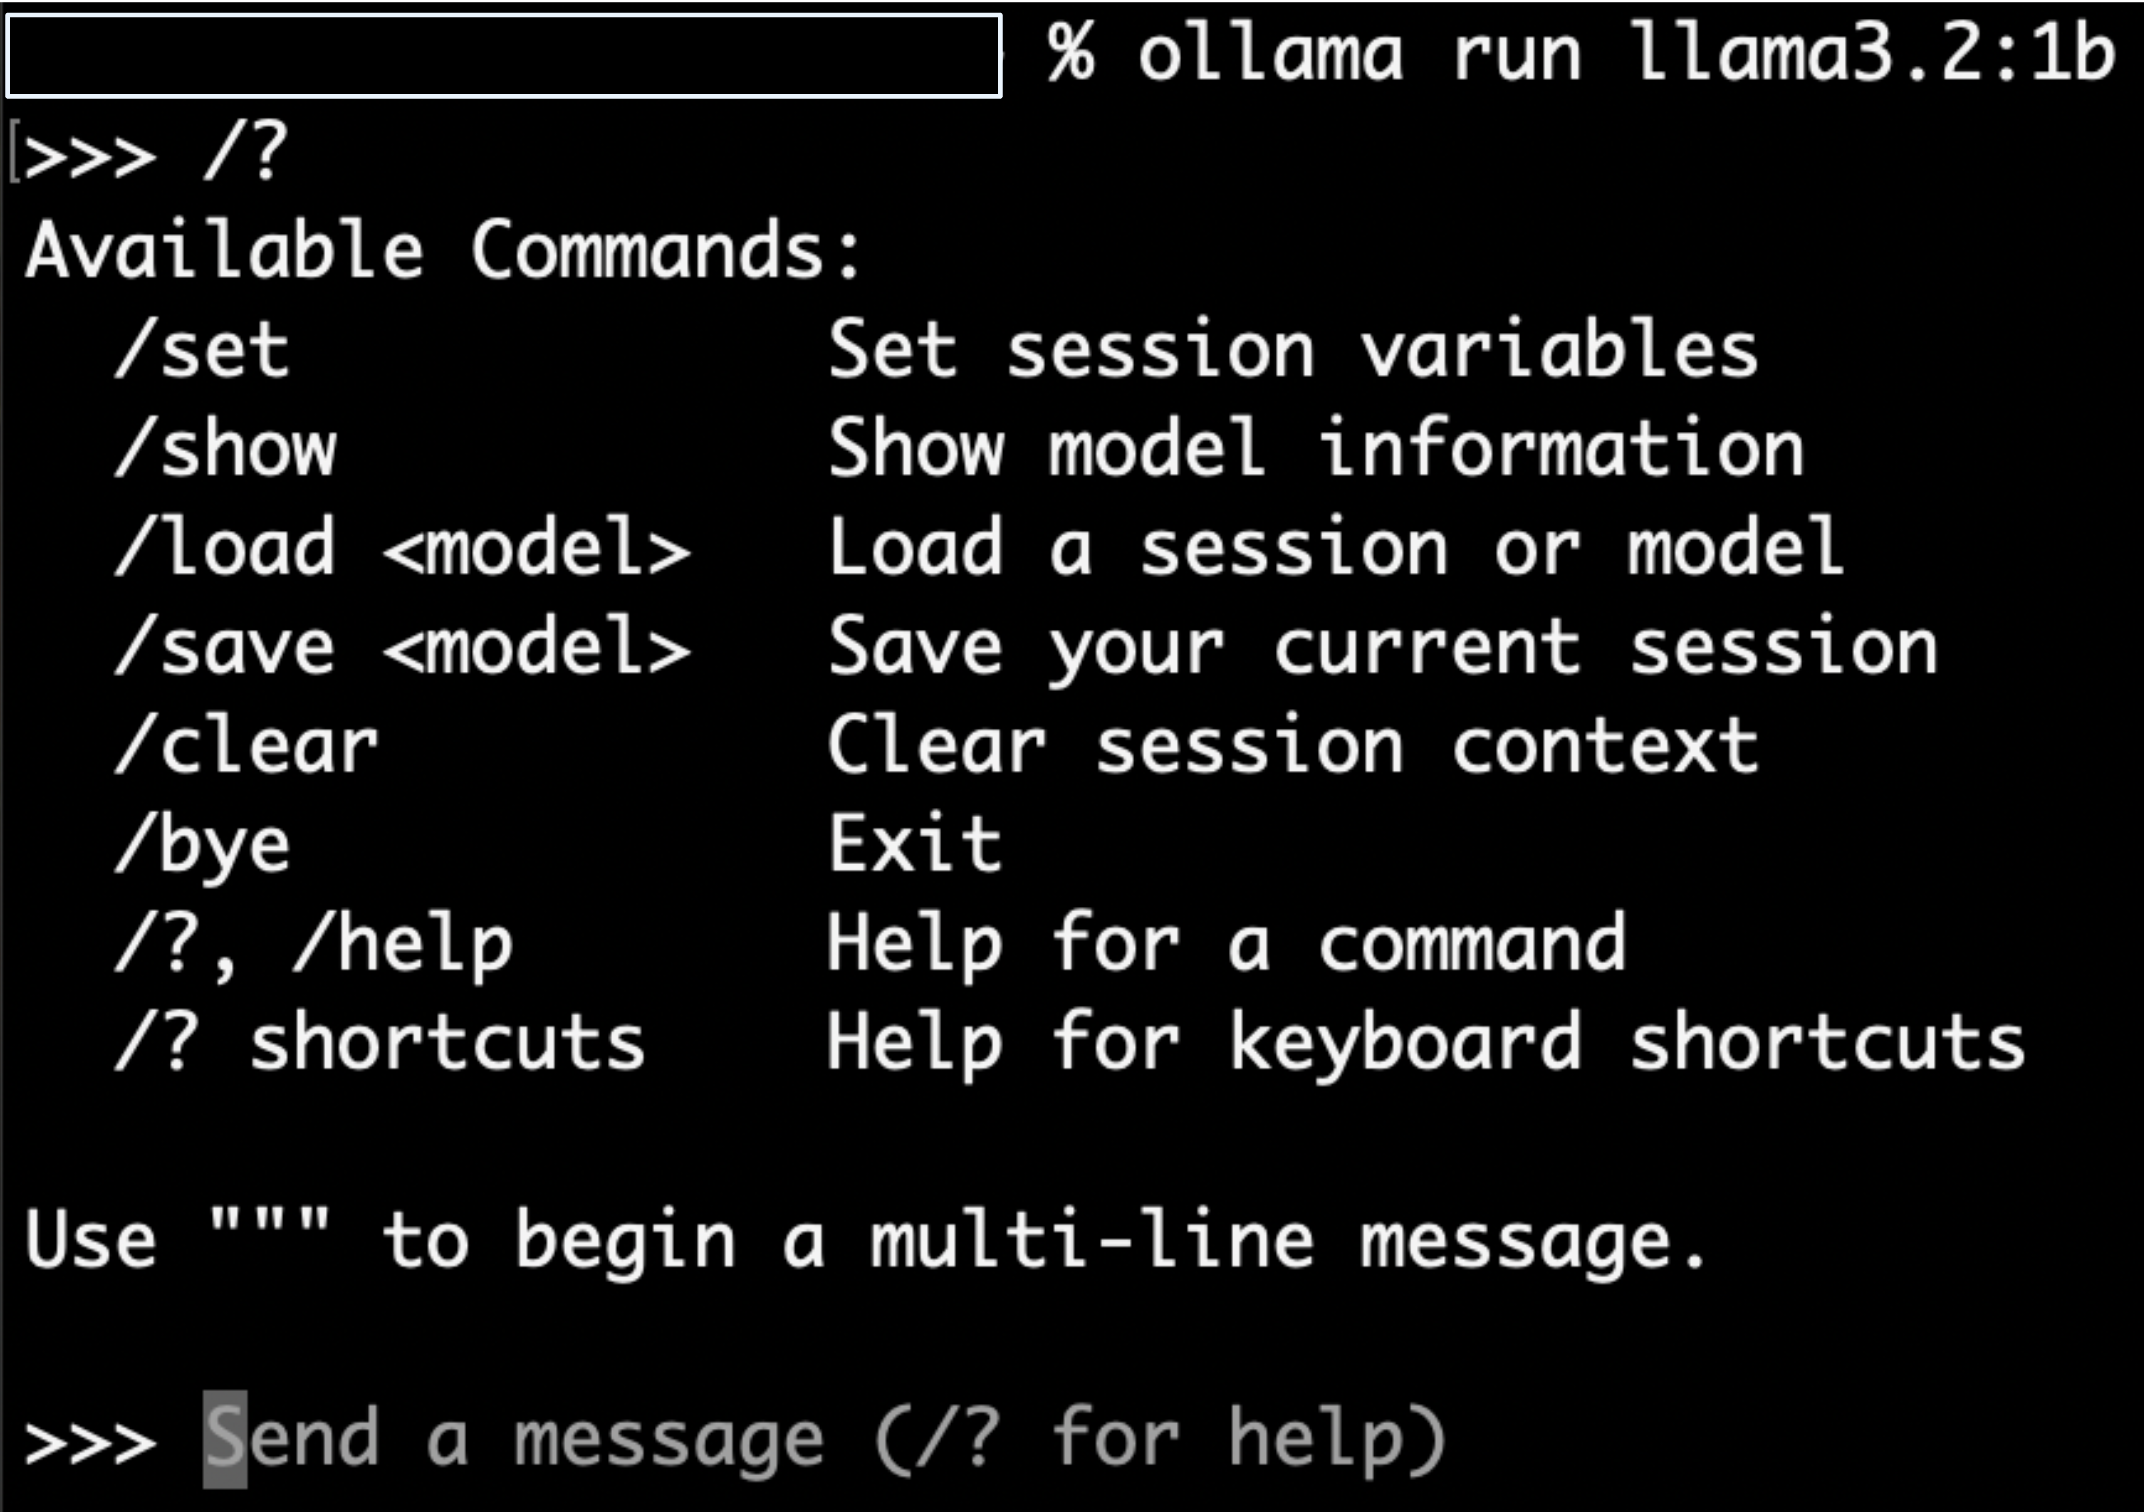 % ollama run llama3.2:1b
>>> /?
Available Commands:
  /set            Set session variables
  /show           Show model information
  /load <model>   Load a session or model
  /save <model>   Save your current session
  /clear          Clear session context
  /bye            Exit
  /?, /help       Help for a command
  /? shortcuts    Help for keyboard shortcuts
Use """ to begin a multi-line message.
>>> Send a message (/? for help)